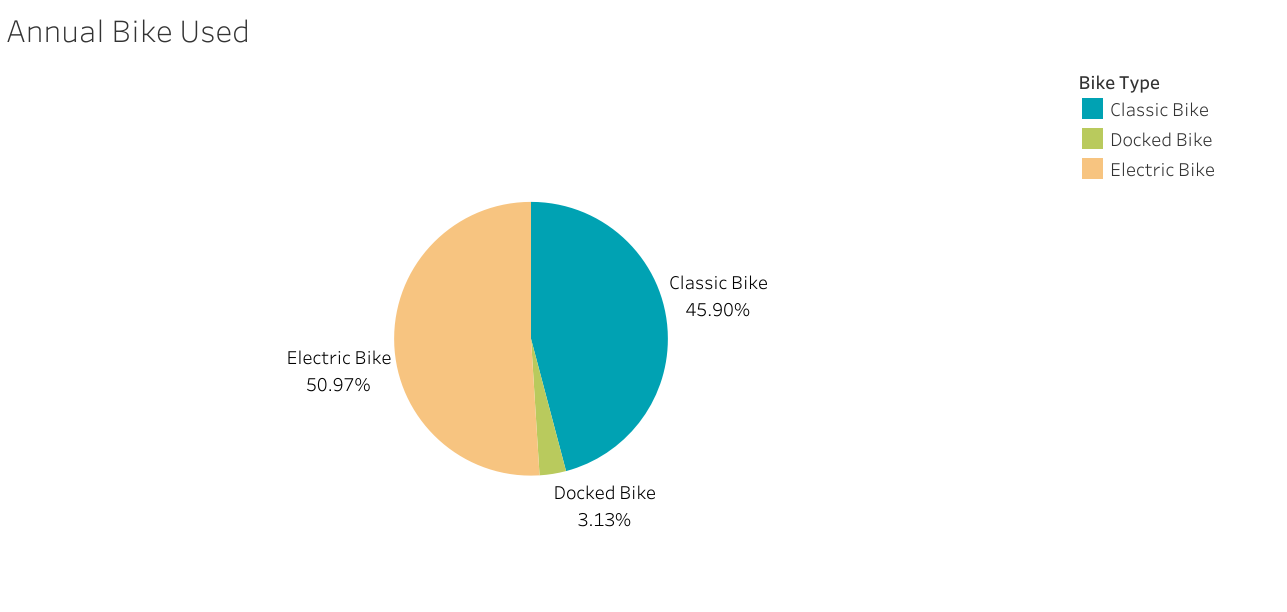 Annual Bike Used
Bike Type
Classic Bike
Docked Bike
Electric Bike
Classic Bike
45.90%
Electric Bike
50.97%
Docked Bike
3.13%